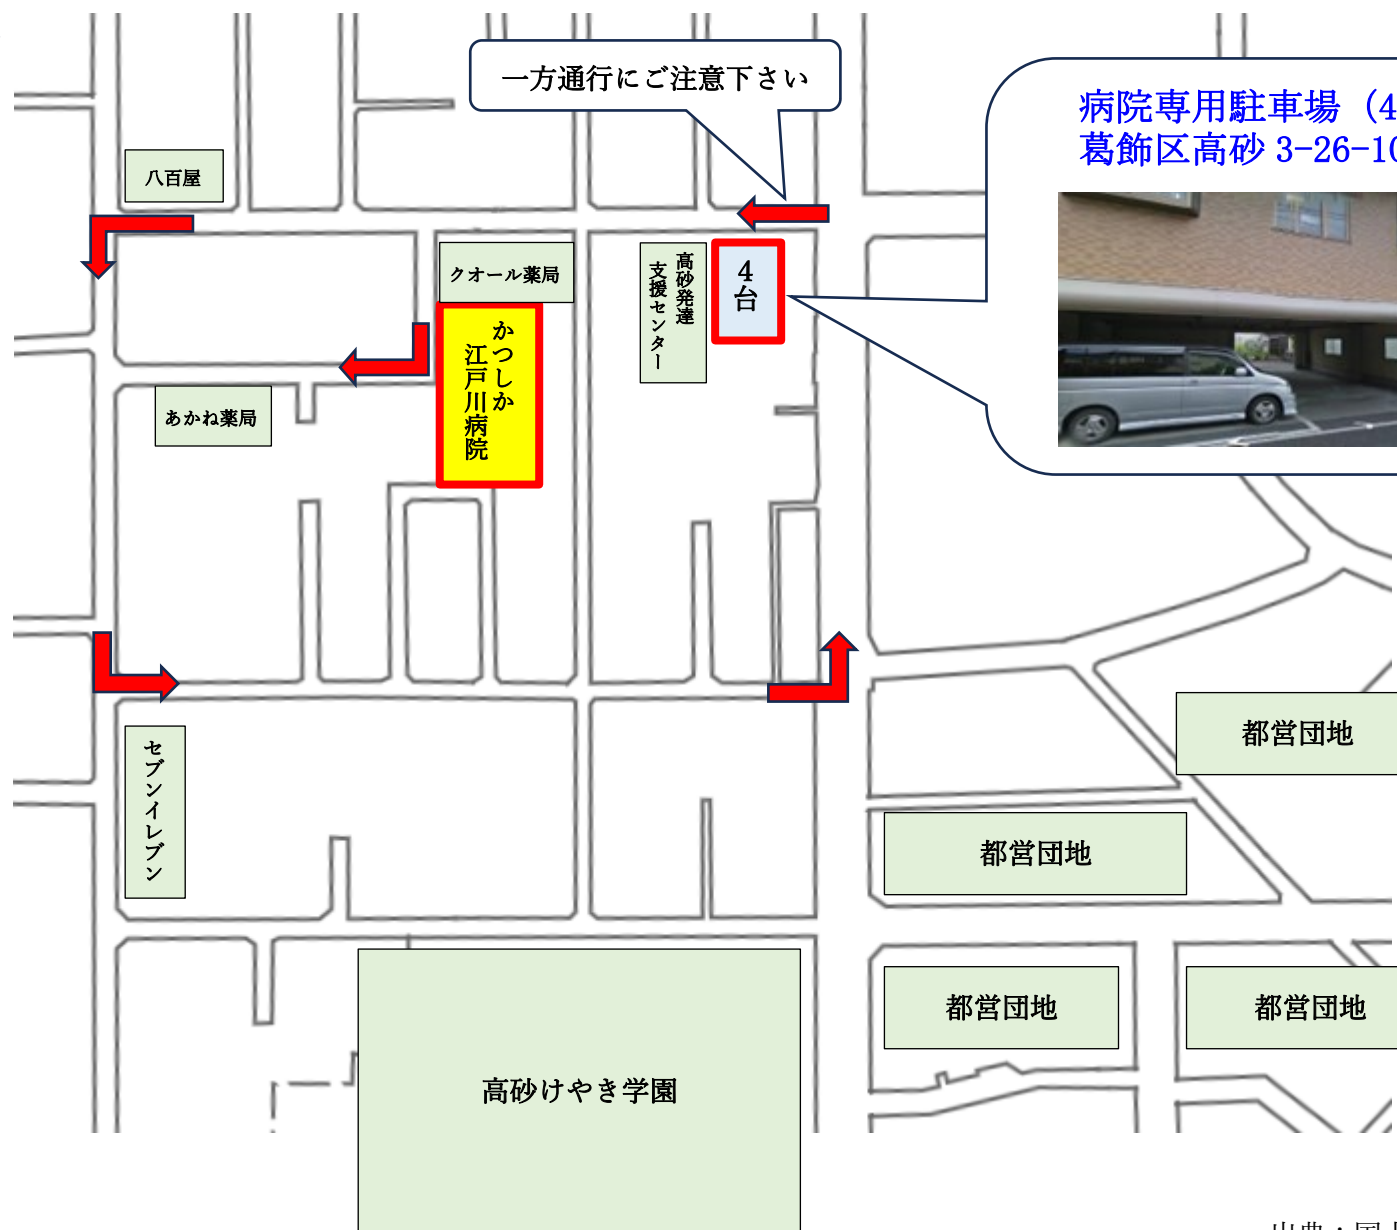 一方通行にご注意下さい
病院専用駐車場（4
葛飾区高砂 3-26-10
八百屋
クオール薬局
高砂発達
支援センター
4台
かつしか
江戸川病院
あかね薬局
セブンイレブン
都営団地
都営団地
都営団地
都営団地
高砂けやき学園
出典：国土